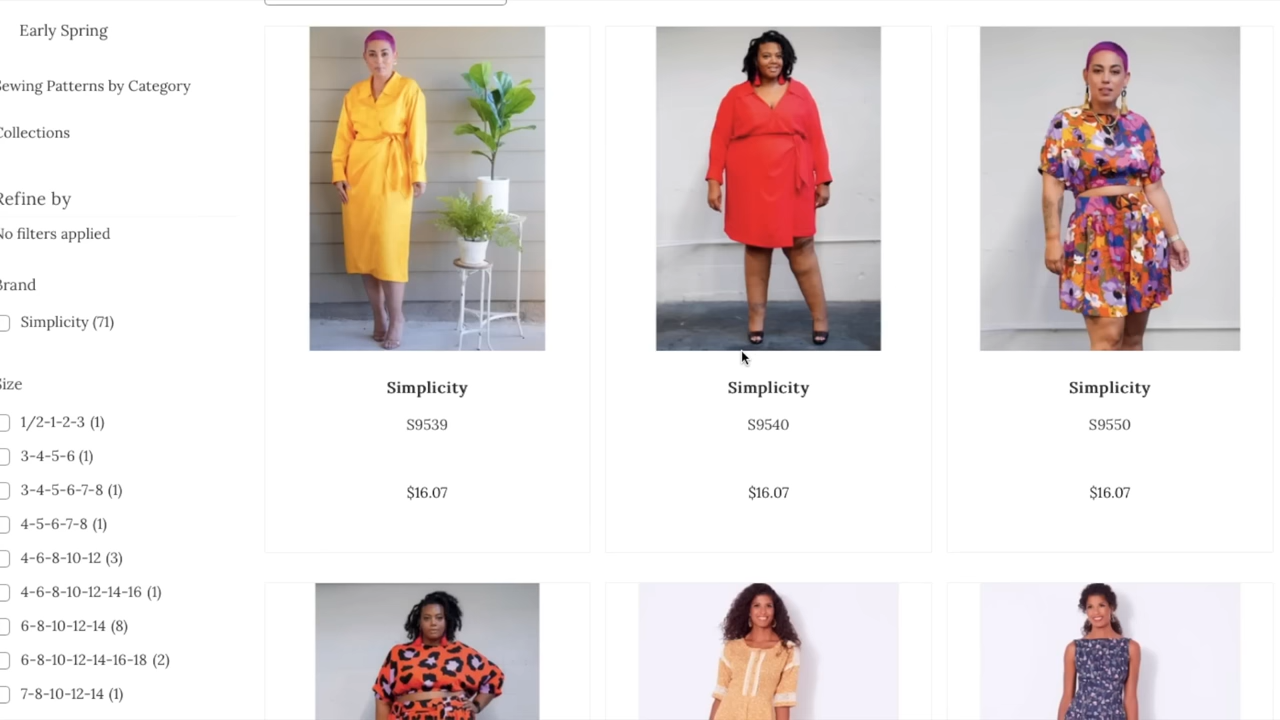 Early Spring
Sewing Patterns by Category
Collections
Refine by
No filters applied
Brand
Simplicity (71)
Size
1/2-1-2-3 (1)
3-4-5-6 (1)
3-4-5-6-7-8 (1)
4-5-6-7-8 (1)
4-6-8-10-12 (3)
4-6-8-10-12-14-16 (1)
6-8-10-12-14 (8)
6-8-10-12-14-16-18 (2)
7-8-10-12-14 (1)
Simplicity
S9539
$16.07
Simplicity
S9540
$16.07
Simplicity
S9550
$16.07